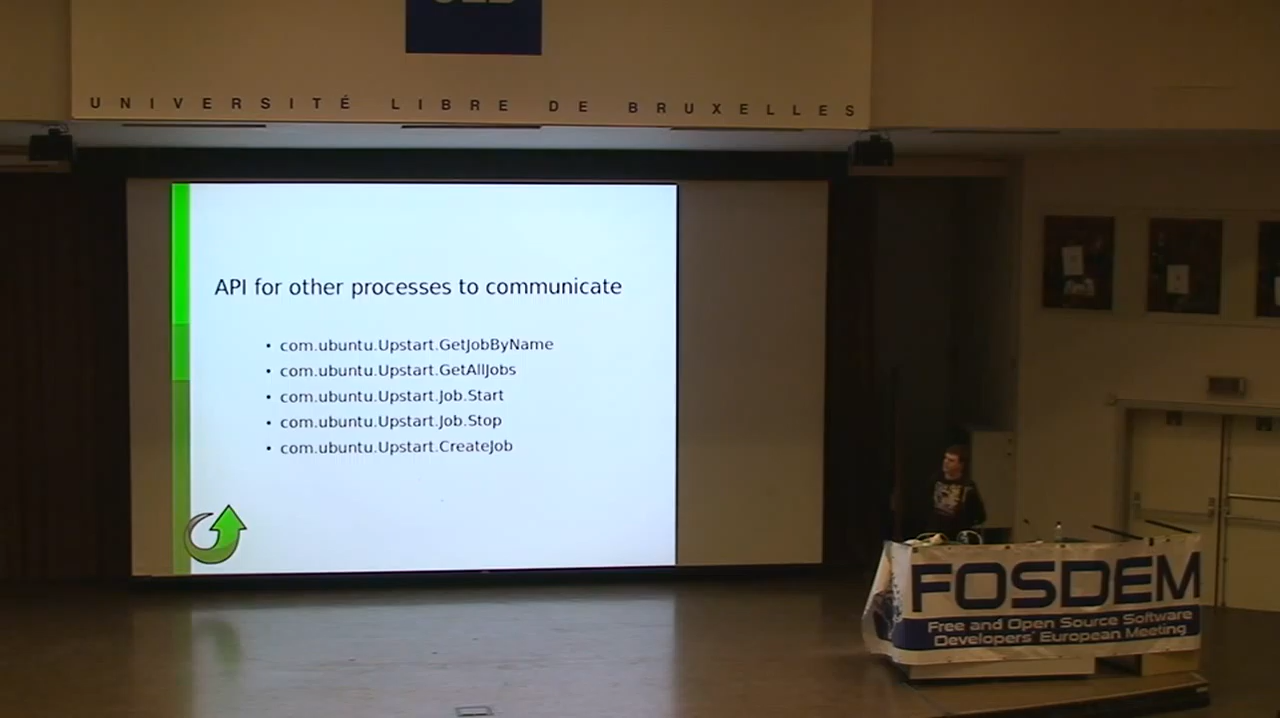 UNIVERSITÉ LIBRE DE BRUXELLES
API for other processes to communicate
• com.ubuntu.Upstart.GetJobByName
• com.ubuntu.Upstart.GetAllJobs
• com.ubuntu.Upstart.Job.Start
• com.ubuntu.Upstart.Job.Stop
• com.ubuntu.Upstart.CreateJob
FOSDEM
Free and Open Source Software
Developers' European Meeting